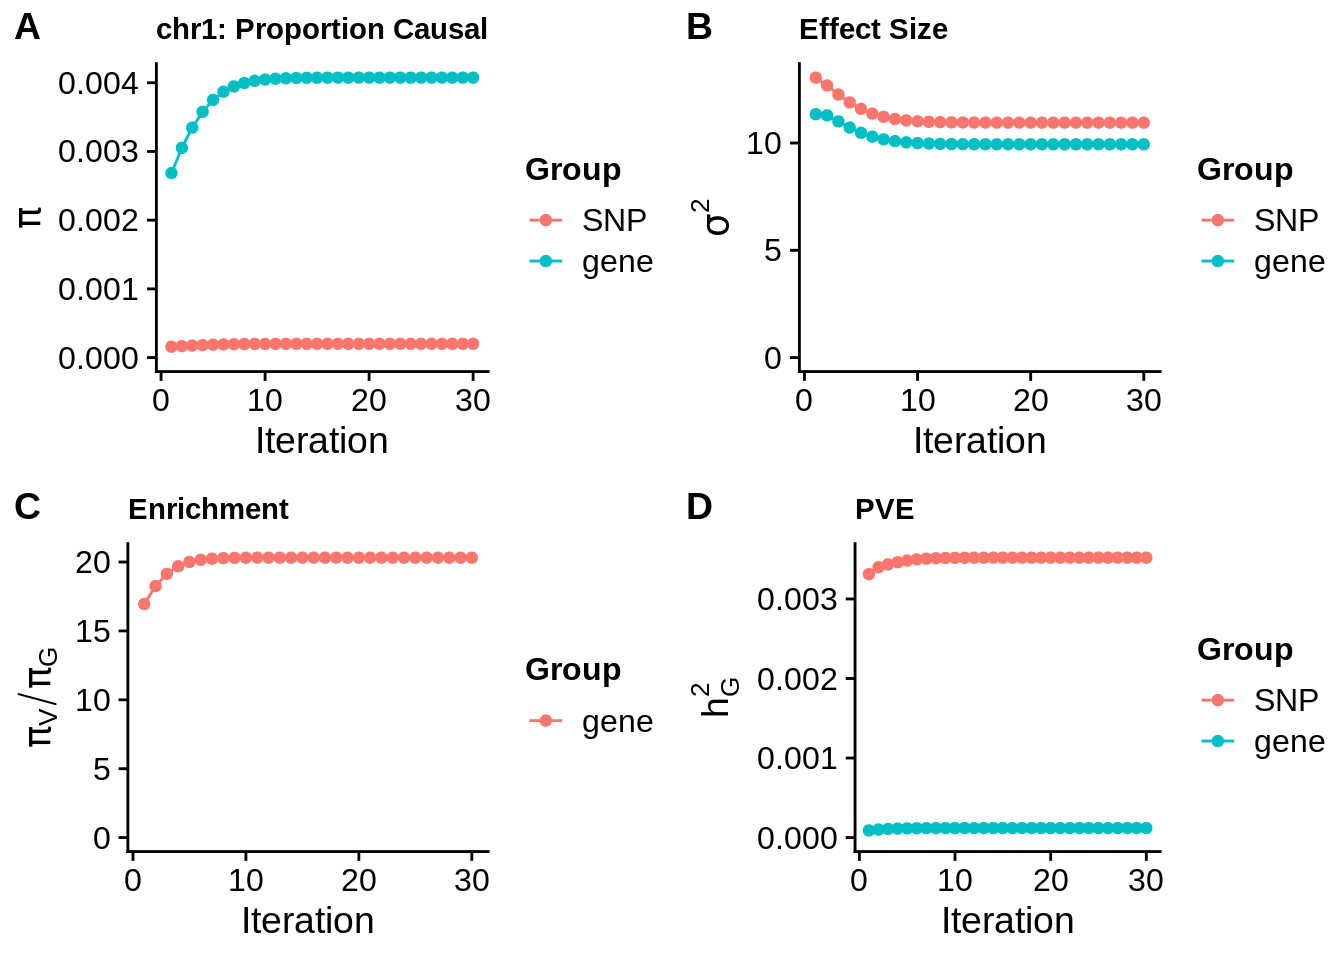 A
chr1: Proportion Causal
π
0.004
0.003
0.002
0.001
0.000
0 10 20 30
Iteration
Group
SNP
gene
B
Effect Size
σ²
10
5
0
0 10 20 30
Iteration
Group
SNP
gene
C
Enrichment
π_V/π_G
20
15
10
5
0
0 10 20 30
Iteration
Group
gene
D
PVE
h²_G
0.003
0.002
0.001
0.000
0 10 20 30
Iteration
Group
SNP
gene